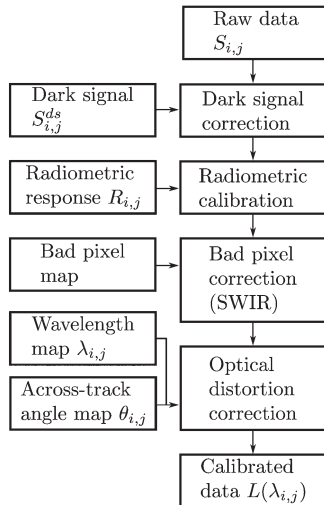 Raw data
S_{i,j}
Dark signal
S^{ds}_{i,j}
Dark signal
correction
Radiometric
response R_{i,j}
Radiometric
calibration
Bad pixel
map
Bad pixel
correction
(SWIR)
Wavelength
map λ_{i,j}
Across-track
angle map θ_{i,j}
Optical
distortion
correction
Calibrated
data L(λ_{i,j})